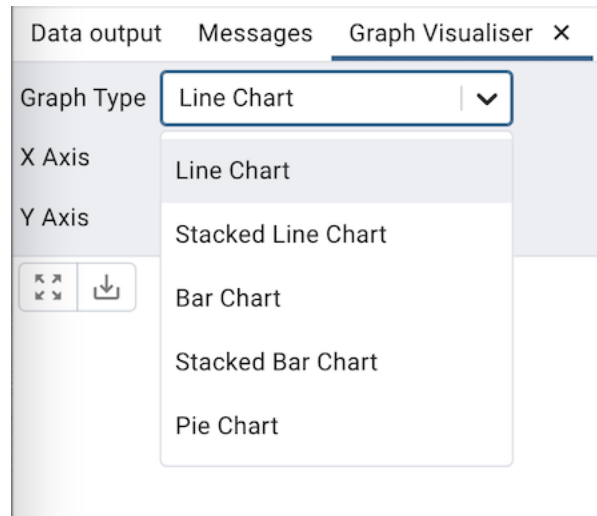 Data output Messages Graph Visualiser ×
Graph Type Line Chart
X Axis
Line Chart
Y Axis
Stacked Line Chart
Bar Chart
Stacked Bar Chart
Pie Chart